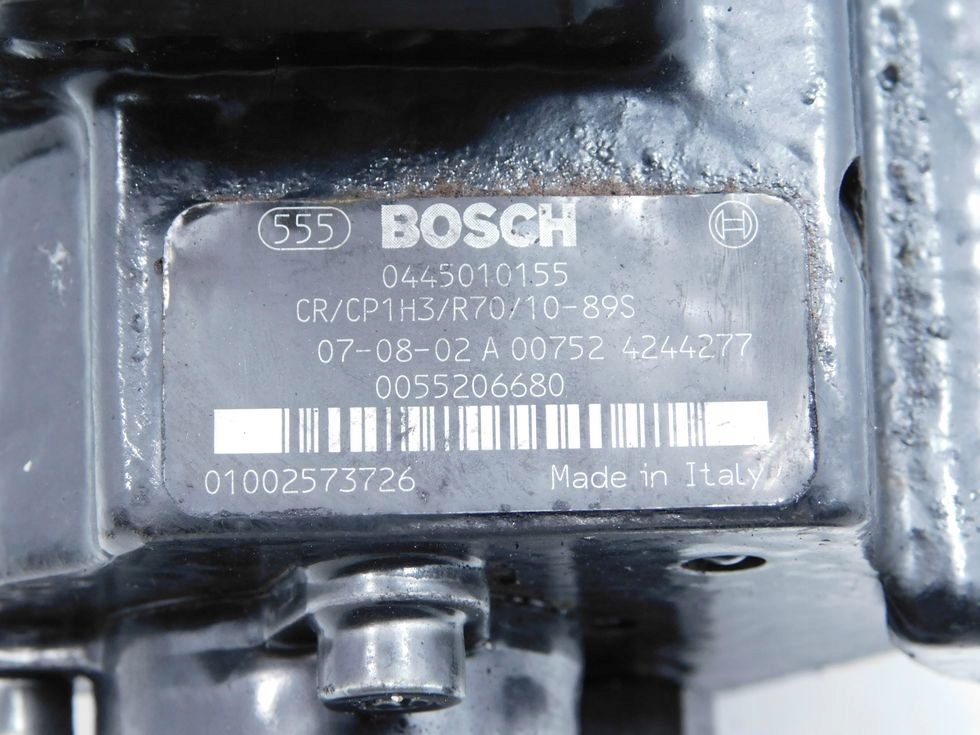 555 BOSCH
0445010155
CR/CP1H3/R70/10-89S
07-08-02 A 00752 4244277
0055206680
01002573726 Made in Italy